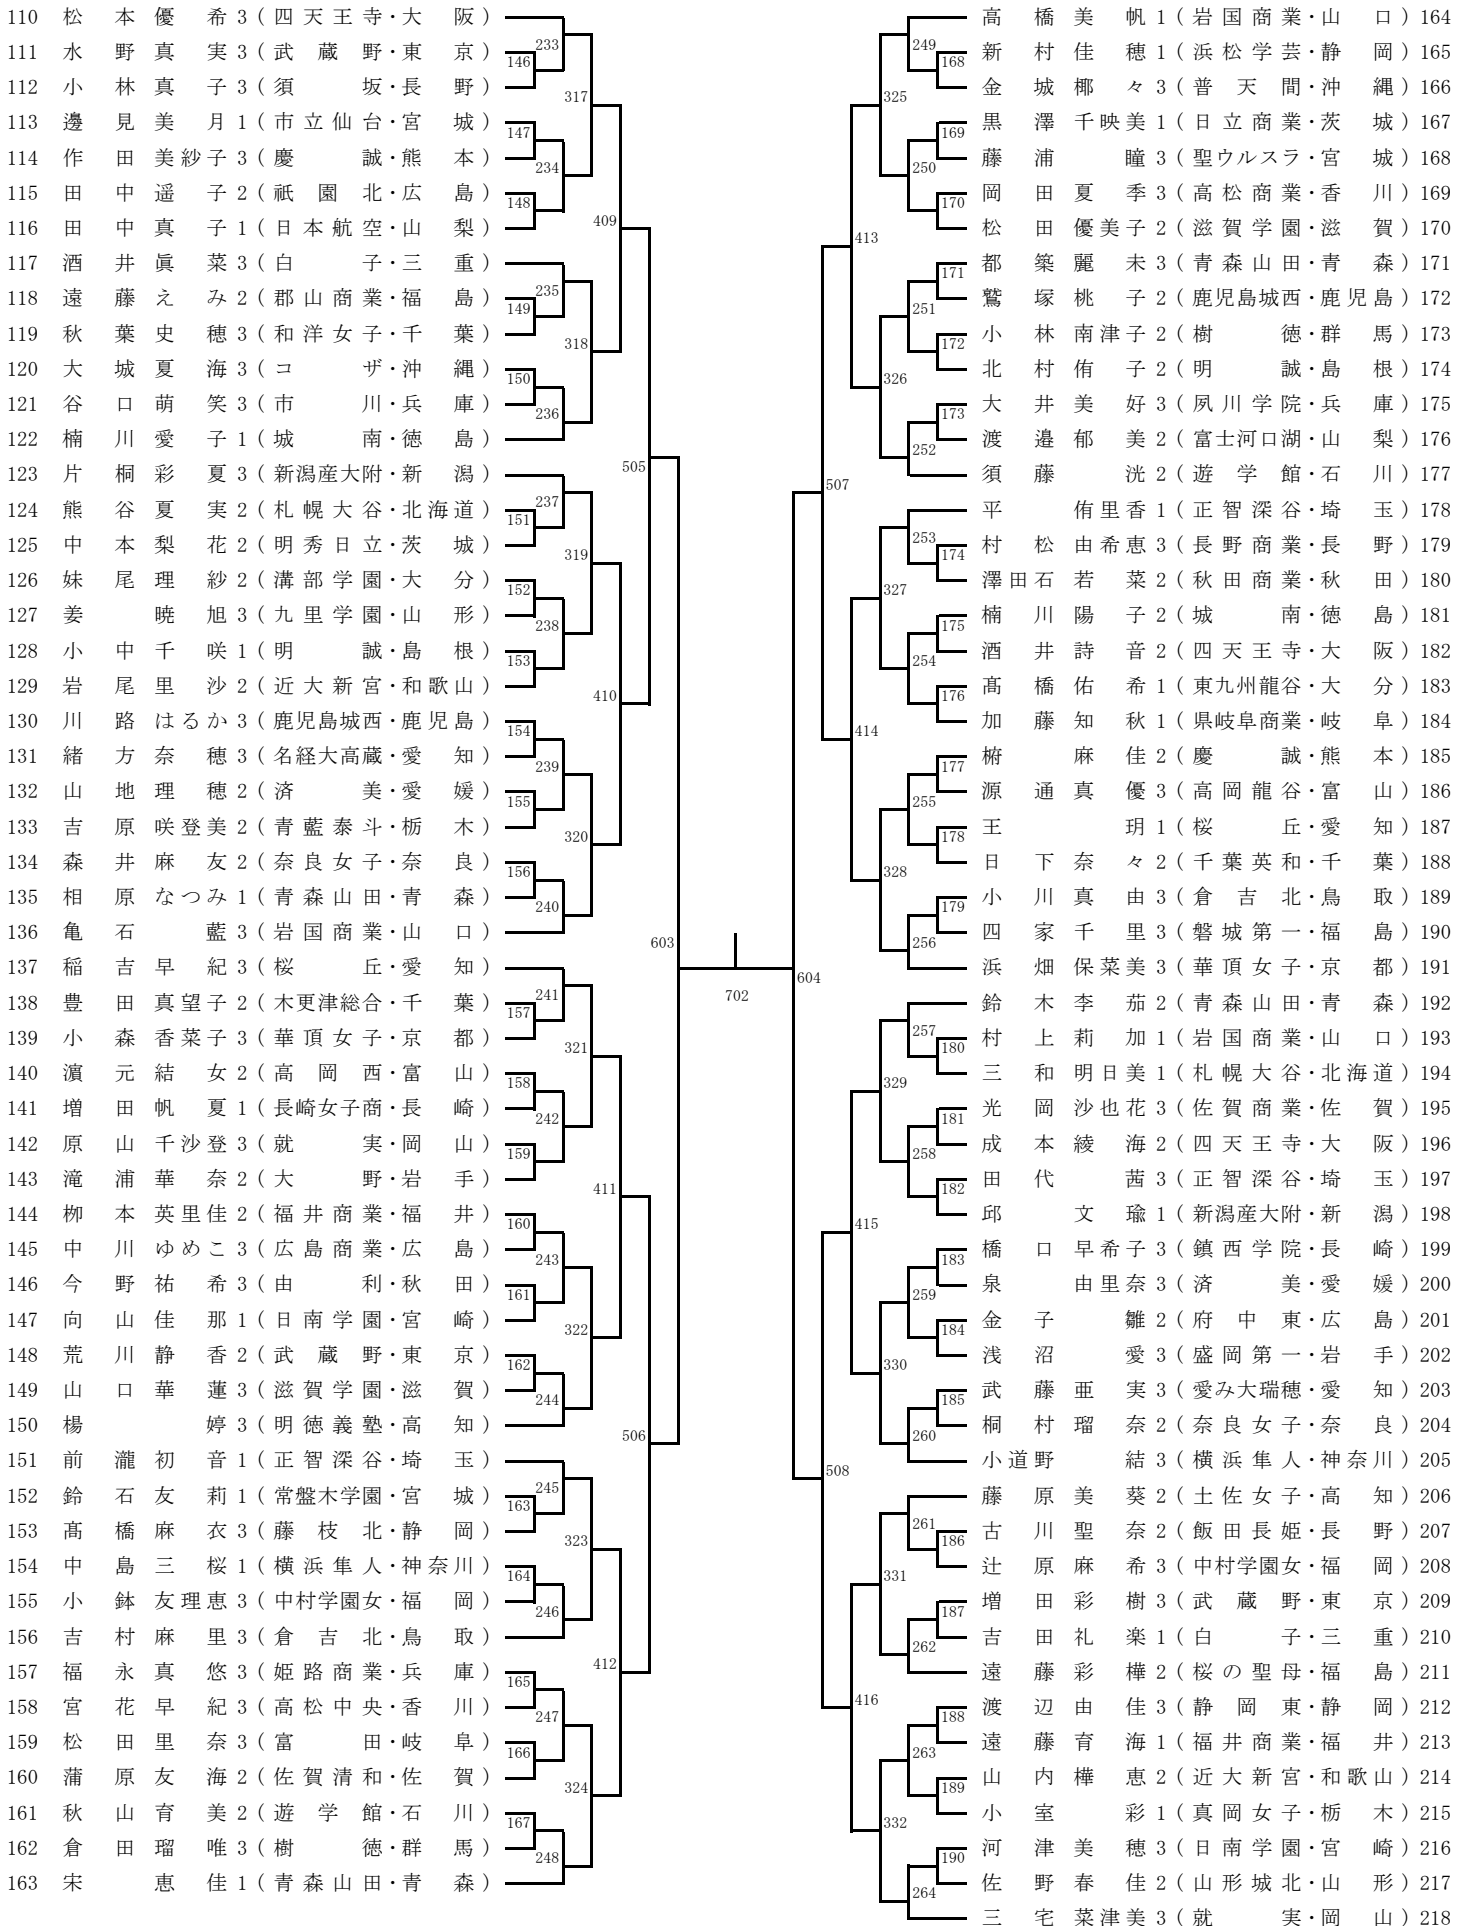 110 松本優希 3 (四天王寺・大阪)
111 水野真実 3 (武蔵野・東京)
112 小林真子 3 (須坂・長野)
113 邊見美月 1 (市立仙台・宮城)
114 作田美紗子 3 (慶誠・熊本)
115 田中遥子 2 (祇園北・広島)
116 田中真子 1 (日本航空・山梨)
117 酒井眞菜 3 (白子・三重)
118 遠藤えみ 2 (郡山商業・福島)
119 秋葉史穂 3 (和洋女子・千葉)
120 大城夏海 3 (コザ・沖縄)
121 谷口萌笑 3 (市川・兵庫)
122 楠川愛子 1 (城南・徳島)
123 片桐彩夏 3 (新潟産大附・新潟)
124 熊谷夏実 2 (札幌大谷・北海道)
125 中本梨花 2 (明秀日立・茨城)
126 妹尾理紗 2 (溝部学園・大分)
127 姜暁旭 3 (九里学園・山形)
128 小中千咲 1 (明誠・島根)
129 岩尾里沙 2 (近大新宮・和歌山)
130 川路はるか 3 (鹿児島城西・鹿児島)
131 緒方奈穂 3 (名経大高蔵・愛知)
132 山地理穂 2 (済美・愛媛)
133 吉原咲登美 2 (青藍泰斗・栃木)
134 森井麻友 2 (奈良女子・奈良)
135 相原なつみ 1 (青森山田・青森)
136 亀石藍 3 (岩国商業・山口)
137 稲吉早紀 3 (桜丘・愛知)
138 豊田真望子 2 (木更津総合・千葉)
139 小森香菜子 3 (華頂女子・京都)
140 濵元結女 2 (高岡西・富山)
141 増田帆夏 1 (長崎女子商・長崎)
142 原山千沙登 3 (就実・岡山)
143 滝浦華奈 2 (大野・岩手)
144 栁本英里佳 2 (福井商業・福井)
145 中川ゆめこ 3 (広島商業・広島)
146 今野祐希 3 (由利・秋田)
147 向山佳那 1 (日南学園・宮崎)
148 荒川静香 2 (武蔵野・東京)
149 山口華蓮 3 (滋賀学園・滋賀)
150 楊婷 3 (明徳義塾・高知)
151 前瀧初音 1 (正智深谷・埼玉)
152 鈴石友莉 1 (常盤木学園・宮城)
153 髙橋麻衣 3 (藤枝北・静岡)
154 中島三桜 1 (横浜隼人・神奈川)
155 小鉢友理恵 3 (中村学園女・福岡)
156 吉村麻里 3 (倉吉北・鳥取)
157 福永真悠 3 (姫路商業・兵庫)
158 宮花早紀 3 (高松中央・香川)
159 松田里奈 3 (富田・岐阜)
160 蒲原友海 2 (佐賀清和・佐賀)
161 秋山育美 2 (遊学館・石川)
162 倉田瑠唯 3 (樹徳・群馬)
163 宋恵佳 1 (青森山田・青森)
146
147
148
149
150
151
152
153
154
155
156
157
158
159
160
161
162
163
164
165
166
167
233
234
235
236
237
238
239
240
241
242
243
244
245
246
247
248
317
318
319
320
321
322
323
324
409
410
411
412
505
506
603
702
604
507
508
413
414
415
416
325
326
327
328
329
330
331
332
249
250
251
252
253
254
255
256
257
258
259
260
261
262
263
264
168
169
170
171
172
173
174
175
176
177
178
179
180
181
182
183
184
185
186
187
188
189
190
高橋美帆 1 (岩国商業・山口) 164
新村佳穂 1 (浜松学芸・静岡) 165
金城椰々 3 (普天間・沖縄) 166
黒澤千映美 1 (日立商業・茨城) 167
藤浦瞳 3 (聖ウルスラ・宮城) 168
岡田夏季 3 (高松商業・香川) 169
松田優美子 2 (滋賀学園・滋賀) 170
都築麗未 3 (青森山田・青森) 171
鷲塚桃子 2 (鹿児島城西・鹿児島) 172
小林南津子 2 (樹徳・群馬) 173
北村侑子 2 (明誠・島根) 174
大井美好 3 (夙川学院・兵庫) 175
渡邉郁美 2 (富士河口湖・山梨) 176
須藤洸 2 (遊学館・石川) 177
平侑里香 1 (正智深谷・埼玉) 178
村松由希恵 3 (長野商業・長野) 179
澤田石若菜 2 (秋田商業・秋田) 180
楠川陽子 2 (城南・徳島) 181
酒井詩音 2 (四天王寺・大阪) 182
髙橋佑希 1 (東九州龍谷・大分) 183
加藤知秋 1 (県岐阜商業・岐阜) 184
椨麻佳 2 (慶誠・熊本) 185
源通真優 3 (高岡龍谷・富山) 186
王玥 1 (桜丘・愛知) 187
日下奈々 2 (千葉英和・千葉) 188
小川真由 3 (倉吉北・鳥取) 189
四家千里 3 (磐城第一・福島) 190
浜畑保菜美 3 (華頂女子・京都) 191
鈴木李茄 2 (青森山田・青森) 192
村上莉加 1 (岩国商業・山口) 193
三和明日美 1 (札幌大谷・北海道) 194
光岡沙也花 3 (佐賀商業・佐賀) 195
成本綾海 2 (四天王寺・大阪) 196
田代茜 3 (正智深谷・埼玉) 197
邱文瑜 1 (新潟産大附・新潟) 198
橋口早希子 3 (鎮西学院・長崎) 199
泉由里奈 3 (済美・愛媛) 200
金子雛 2 (府中東・広島) 201
浅沼愛 3 (盛岡第一・岩手) 202
武藤亜実 3 (愛み大瑞穂・愛知) 203
桐村瑠奈 2 (奈良女子・奈良) 204
小道野結 3 (横浜隼人・神奈川) 205
藤原美葵 2 (土佐女子・高知) 206
古川聖奈 2 (飯田長姫・長野) 207
辻原麻希 3 (中村学園女・福岡) 208
増田彩樹 3 (武蔵野・東京) 209
吉田礼楽 1 (白子・三重) 210
遠藤彩樺 2 (桜の聖母・福島) 211
渡辺由佳 3 (静岡東・静岡) 212
遠藤育海 1 (福井商業・福井) 213
山内樺恵 2 (近大新宮・和歌山) 214
小室彩 1 (真岡女子・栃木) 215
河津美穂 3 (日南学園・宮崎) 216
佐野春佳 2 (山形城北・山形) 217
三宅菜津美 3 (就実・岡山) 218